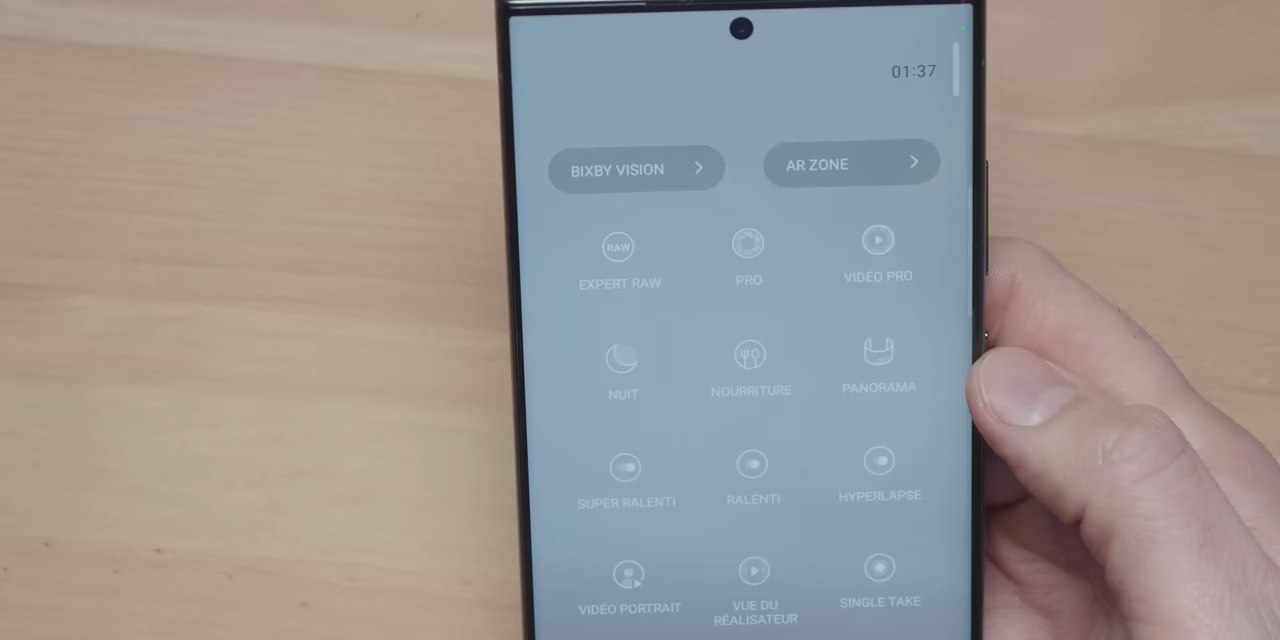 01:37
BIXBY VISION
AR ZONE
RAW
EXPERT RAW
PRO
VIDÉO PRO
NUIT
NOURRITURE
PANORAMA
SUPER RALENTI
RALENTI
HYPERLAPSE
VIDÉO PORTRAIT
VUE DU
RÉALISATEUR
SINGLE TAKE